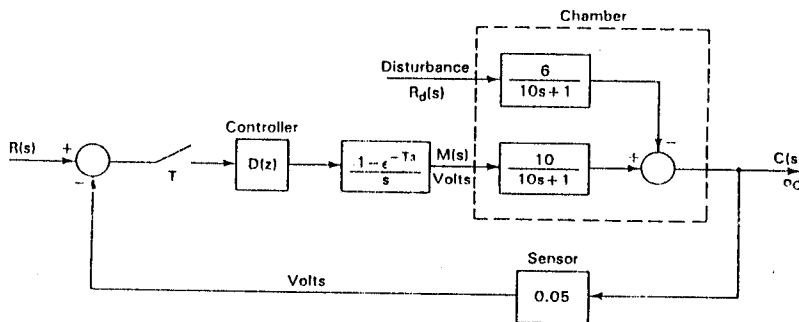 Chamber
Disturbance
R_d(s)
6
10s + 1
Controller
R(s)
+
−
T
D(z)
1 − ϵ^−Ts
s
M(s)
Volts
10
10s + 1
+
−
C(s)
°C
Sensor
Volts
0.05